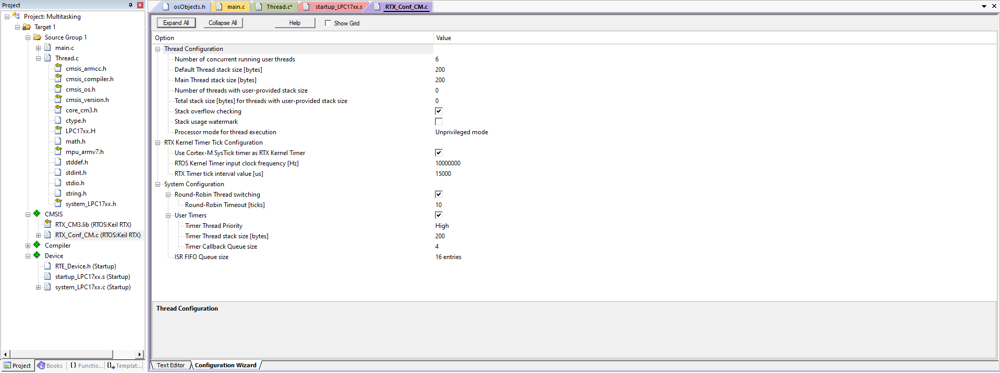 Project
Project: Multitasking
Target 1
Source Group 1
main.c
Thread.c
cmsis_armcc.h
cmsis_compiler.h
cmsis_os.h
cmsis_version.h
core_cm3.h
ctype.h
LPC17xx.H
math.h
mpu_armv7.h
stddef.h
stdint.h
stdio.h
string.h
system_LPC17xx.h
CMSIS
RTX_CM3.lib (RTOS:Keil RTX)
RTX_Conf_CM.c (RTOS:Keil RTX)
Compiler
Device
RTE_Device.h (Startup)
startup_LPC17xx.s (Startup)
system_LPC17xx.c (Startup)
Project Books {} Functio... {} Templat...
osObjects.h main.c Thread.c* startup_LPC17xx.s RTX_Conf_CM.c
Expand All Collapse All Help Show Grid
Option Value
Thread Configuration
Number of concurrent running user threads 6
Default Thread stack size [bytes] 200
Main Thread stack size [bytes] 200
Number of threads with user-provided stack size 0
Total stack size [bytes] for threads with user-provided stack size 0
Stack overflow checking
Stack usage watermark
Processor mode for thread execution Unprivileged mode
RTX Kernel Timer Tick Configuration
Use Cortex-M SysTick timer as RTX Kernel Timer
RTOS Kernel Timer input clock frequency [Hz] 10000000
RTX Timer tick interval value [us] 15000
System Configuration
Round-Robin Thread switching
Round-Robin Timeout [ticks] 10
User Timers
Timer Thread Priority High
Timer Thread stack size [bytes] 200
Timer Callback Queue size 4
ISR FIFO Queue size 16 entries
Thread Configuration
Text Editor Configuration Wizard